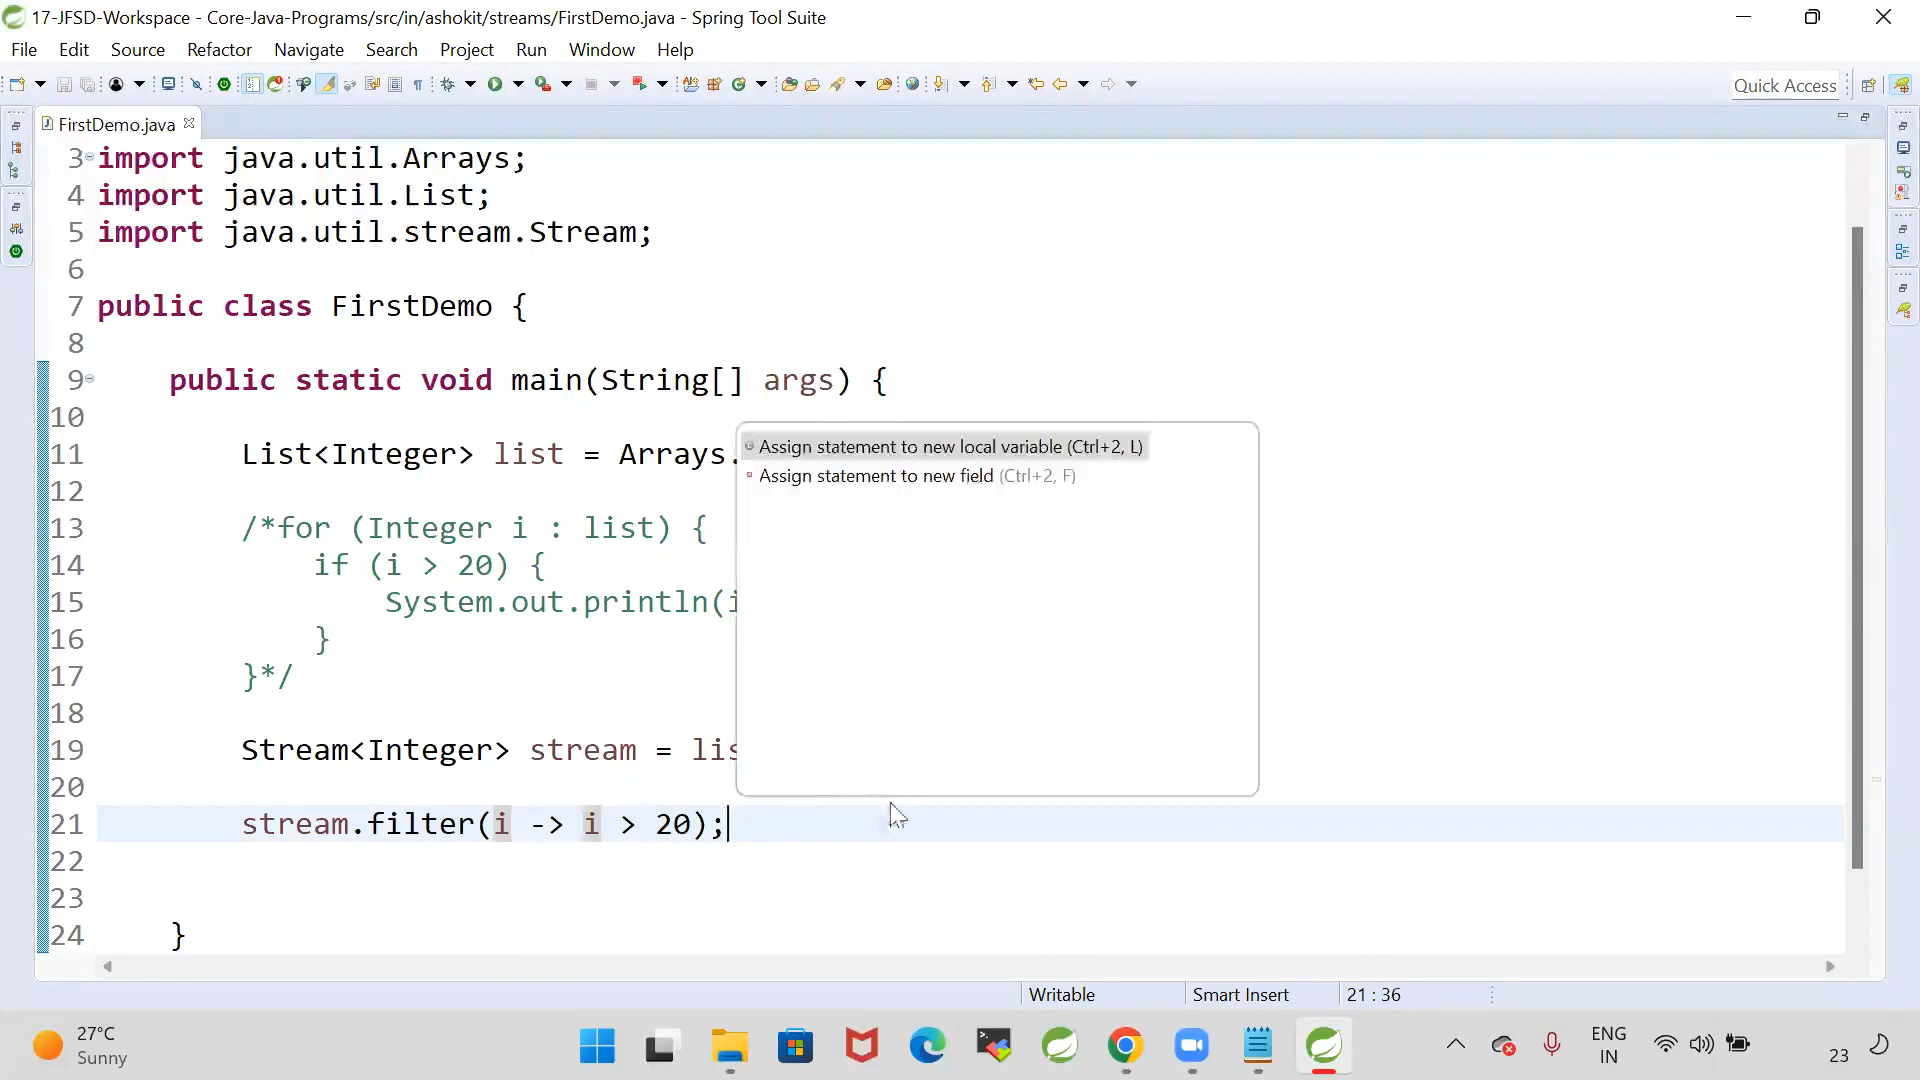 17-JFSD-Workspace - Core-Java-Programs/src/in/ashokit/streams/FirstDemo.java - Spring Tool Suite
File Edit Source Refactor Navigate Search Project Run Window Help
Quick Access
FirstDemo.java
3 import java.util.Arrays;
4 import java.util.List;
5 import java.util.stream.Stream;
6
7 public class FirstDemo {
8
9 public static void main(String[] args) {
10
11 List<Integer> list = Arrays.
12
13 /*for (Integer i : list) {
14 if (i > 20) {
15 System.out.println(i
16 }
17 }*/
18
19 Stream<Integer> stream = lis
20
21 stream.filter(i -> i > 20);
22
23
24 }
Assign statement to new local variable (Ctrl+2, L)
Assign statement to new field (Ctrl+2, F)
Writable Smart Insert 21 : 36
27°C
Sunny
ENG
IN
23